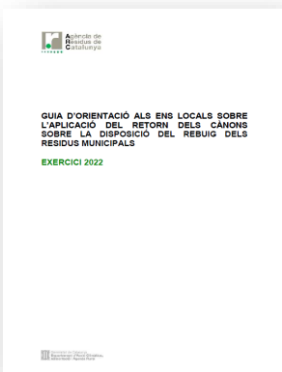 Agència de
Residus de
Catalunya
GUIA D'ORIENTACIÓ ALS ENS LOCALS SOBRE
L'APLICACIÓ DEL RETORN DELS CÀNONS
SOBRE LA DISPOSICIÓ DEL REBUIG DELS
RESIDUS MUNICIPALS
EXERCICI 2022